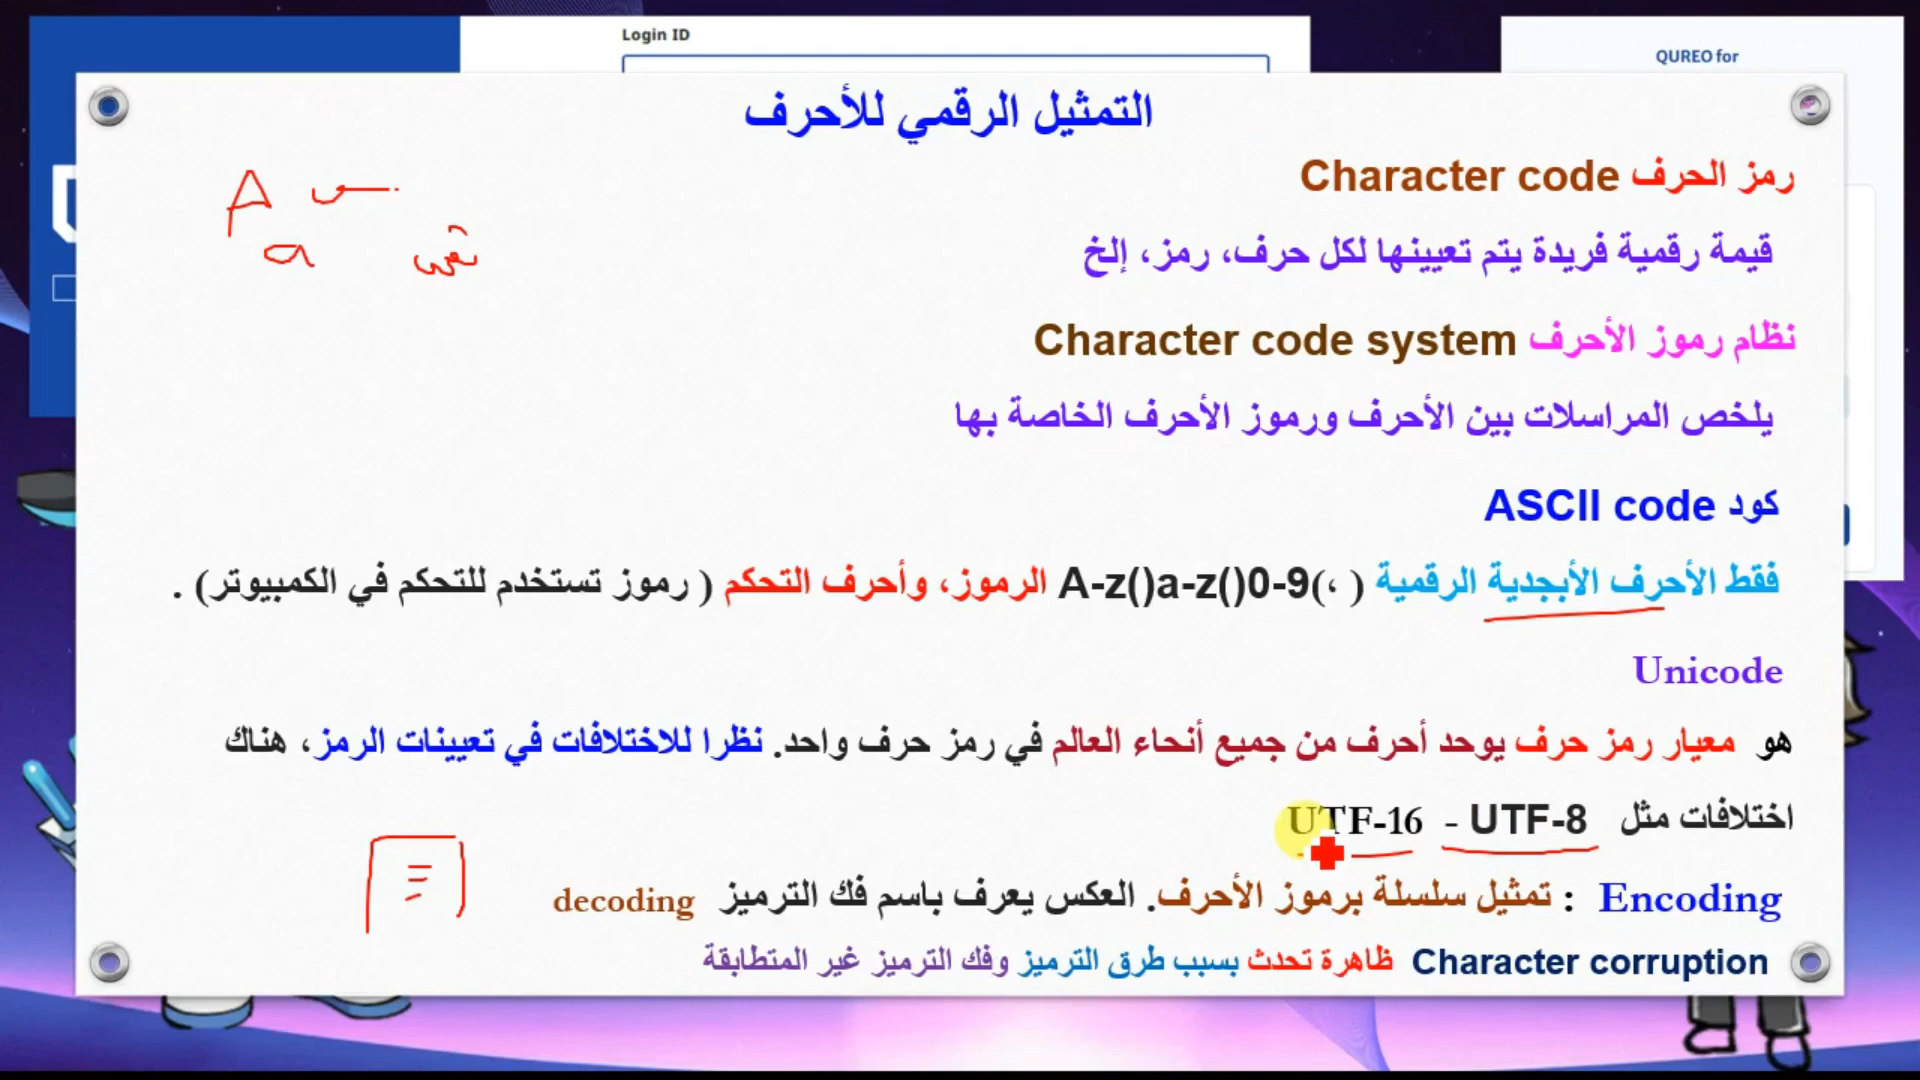 Login ID
QUREO for
التمثيل الرقمي للأحرف
رمز الحرف Character code
قيمة رقمية فريدة يتم تعيينها لكل حرف، رمز، إلخ
نظام رموز الأحرف Character code system
يلخص المراسلات بين الأحرف ورموز الأحرف الخاصة بها
كود ASCII code
فقط الأحرف الأبجدية الرقمية ( ،)A-z()a-z()0-9 الرموز، وأحرف التحكم ( رموز تستخدم للتحكم في الكمبيوتر) .
Unicode
هو معيار رمز حرف يوحد أحرف من جميع أنحاء العالم في رمز حرف واحد. نظرا للاختلافات في تعيينات الرمز، هناك
اختلافات مثل UTF-8 - UTF-16
Encoding : تمثيل سلسلة برموز الأحرف. العكس يعرف باسم فك الترميز decoding
Character corruption ظاهرة تحدث بسبب طرق الترميز وفك الترميز غير المتطابقة
A
a